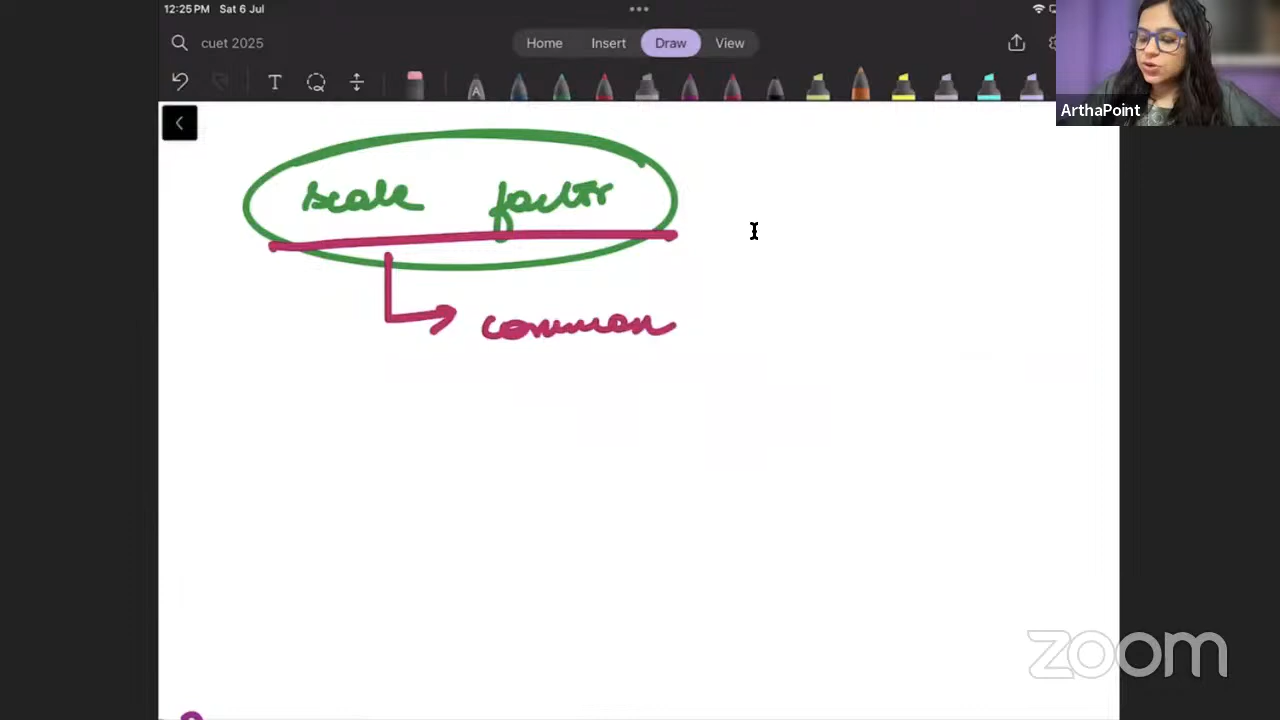 12:25 PM Sat 6 Jul
cuet 2025
Home Insert Draw View
T
A
ArthaPoint
scale factor
common
zoom